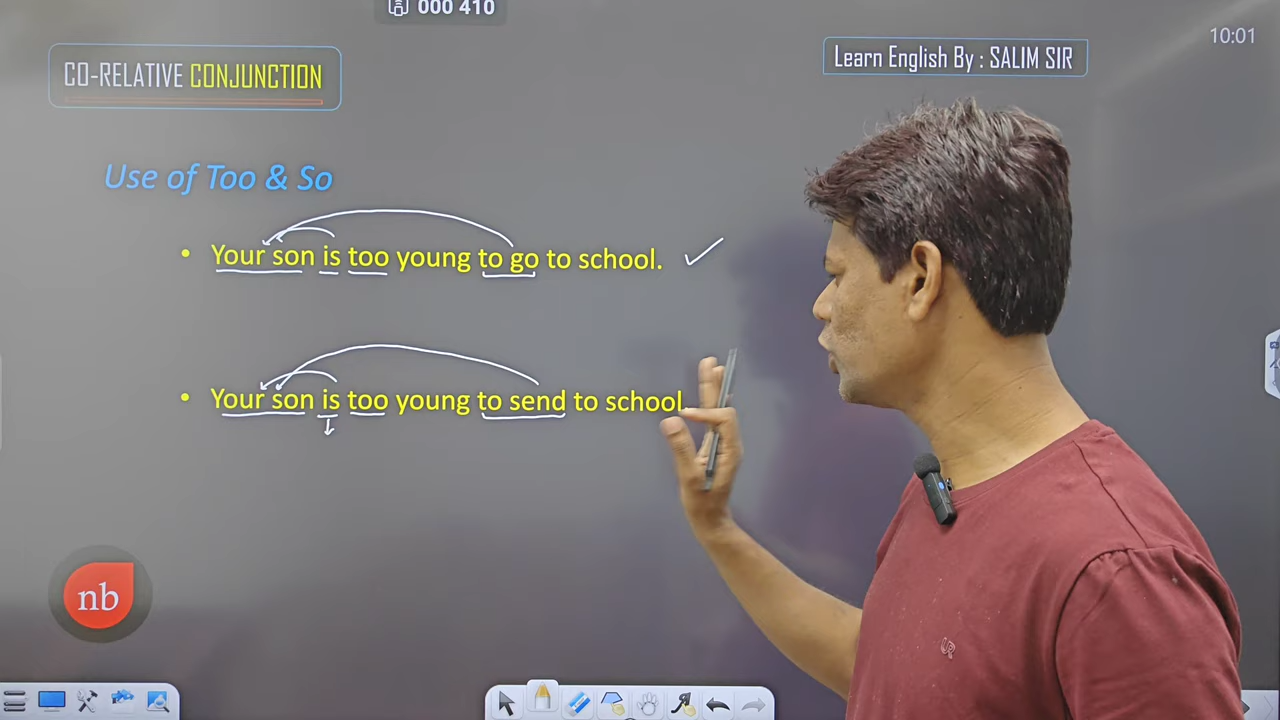 000 410
10:01
CO-RELATIVE CONJUNCTION
Learn English By : SALIM SIR
Use of Too & So
• Your son is too young to go to school.
• Your son is too young to send to school
nb
UR